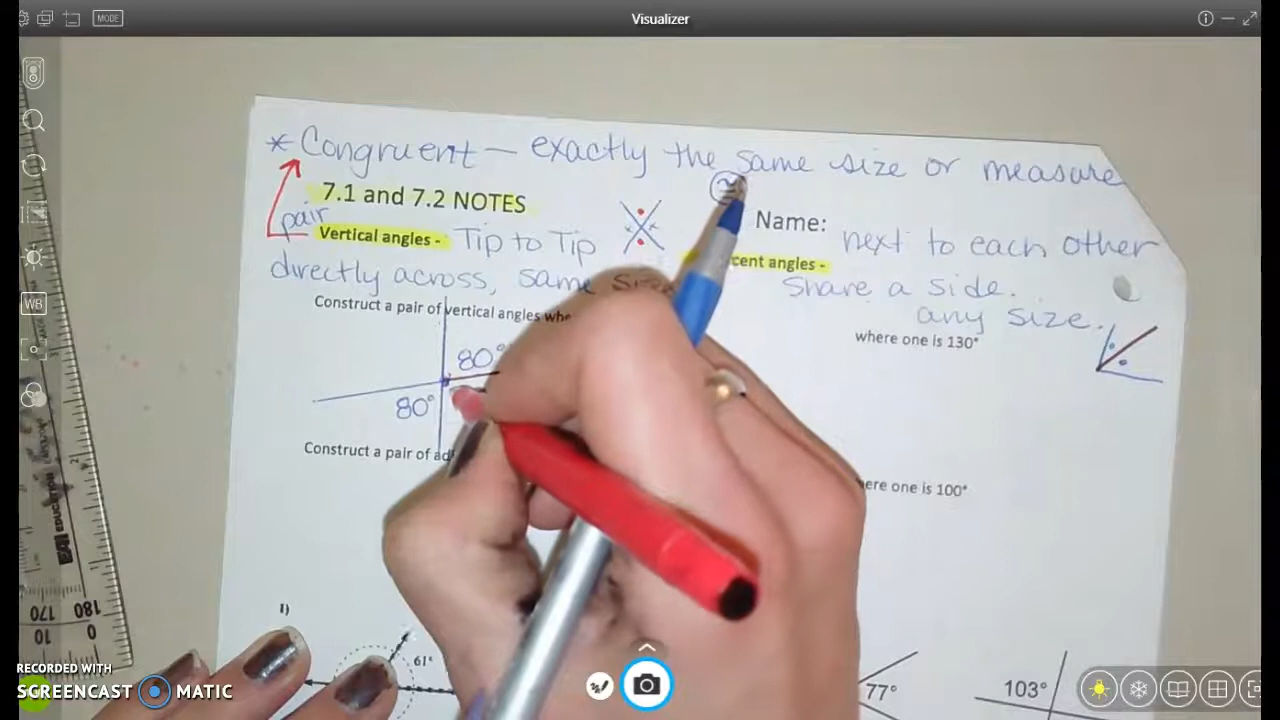 MODE
Visualizer
* Congruent — exactly the same size or measure
7.1 and 7.2 NOTES
Name:
pair
Vertical angles - Tip to Tip
cent angles - next to each other
directly across, same size
share a side.
any size.
Construct a pair of vertical angles whe
where one is 130°
80°
80°
Construct a pair of ad
here one is 100°
WB
EDUCATION
170 180
10 0
1)
61°
77°
103°
RECORDED WITH
SCREENCAST MATIC